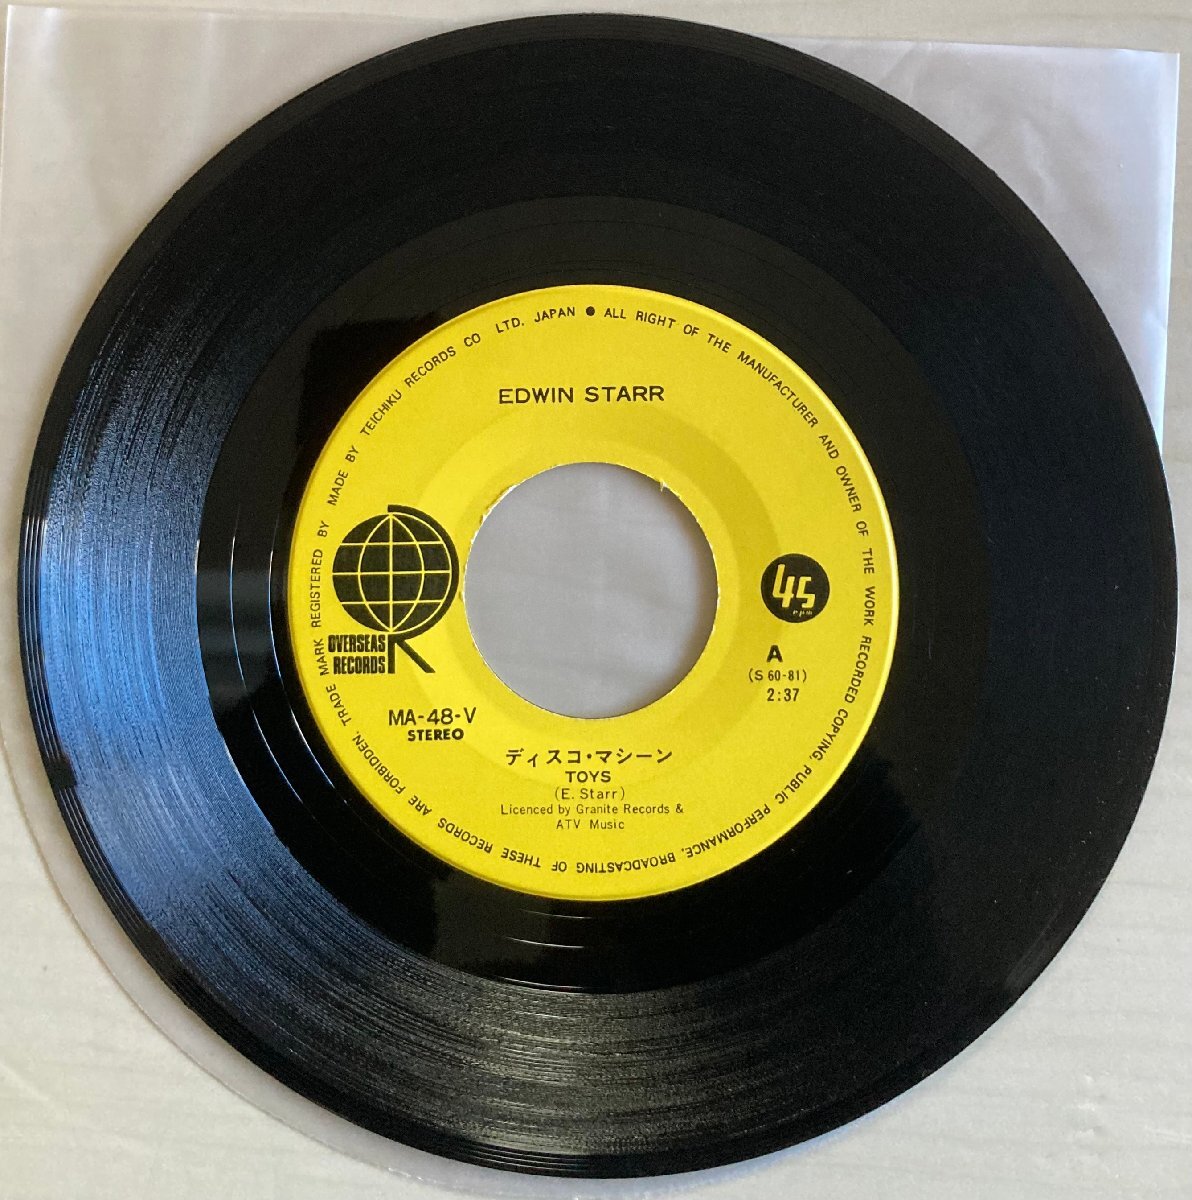 TRADE MARK REGISTERED BY MADE BY TEICHIKU RECORDS CO LTD. JAPAN ● ALL RIGHT OF THE MANUFACTURER AND OWNER OF THE WORK RECORDED COPYING, PUBLIC PERFORMANCE, BROADCASTING OF THESE RECORDS ARE FORBIDDEN.
EDWIN STARR
OVERSEAS
RECORDS
45
A
(S 60-81)
2:37
MA-48-V
STEREO
ディスコ・マシーン
TOYS
(E. Starr)
Licenced by Granite Records &
ATV Music